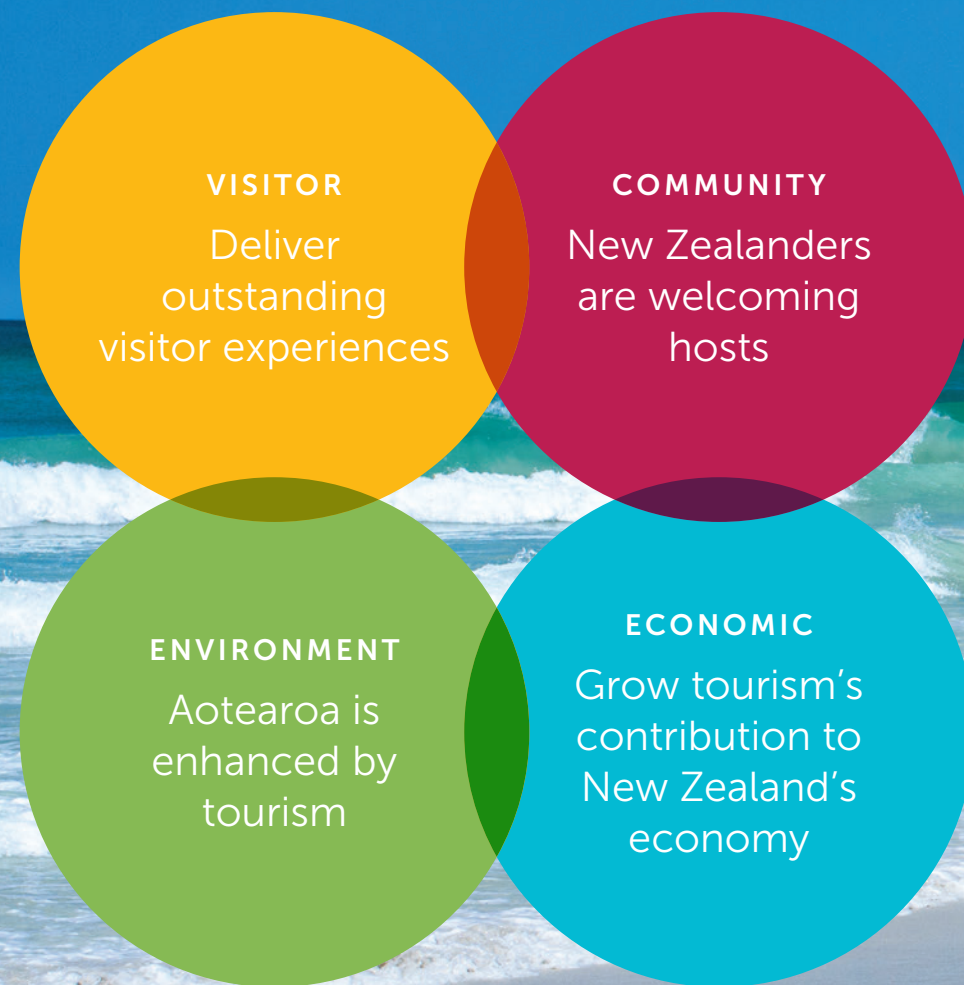 VISITOR
Deliver
outstanding
visitor experiences
COMMUNITY
New Zealanders
are welcoming
hosts
ENVIRONMENT
Aotearoa is
enhanced by
tourism
ECONOMIC
Grow tourism's
contribution to
New Zealand's
economy